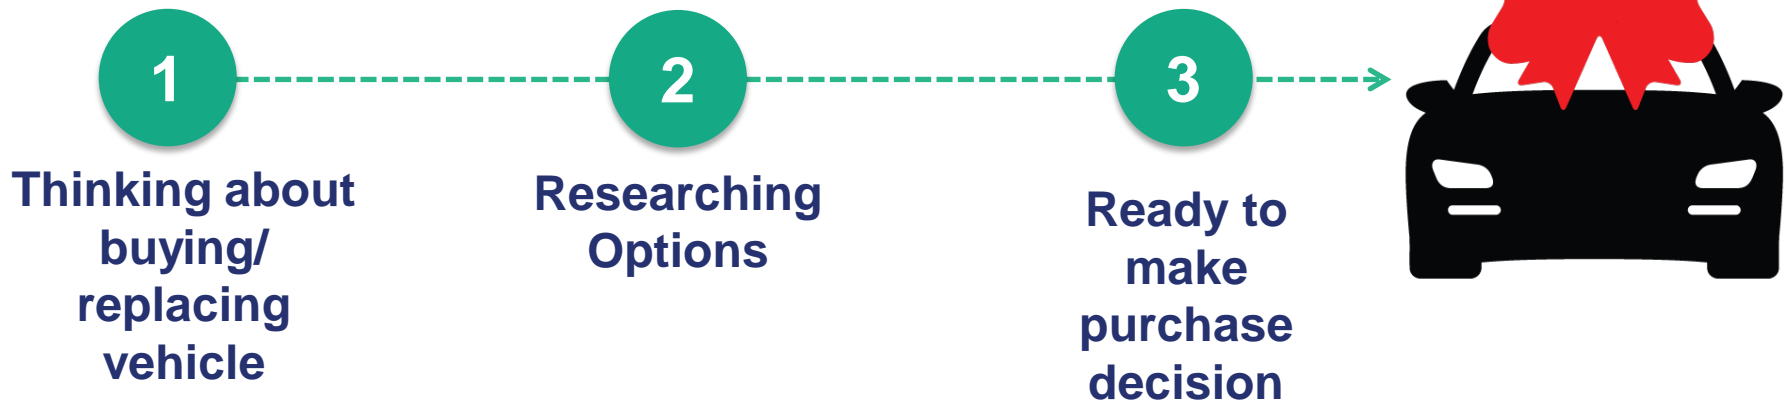 1
Thinking about
buying/
replacing
vehicle
2
Researching
Options
3
Ready to
make
purchase
decision